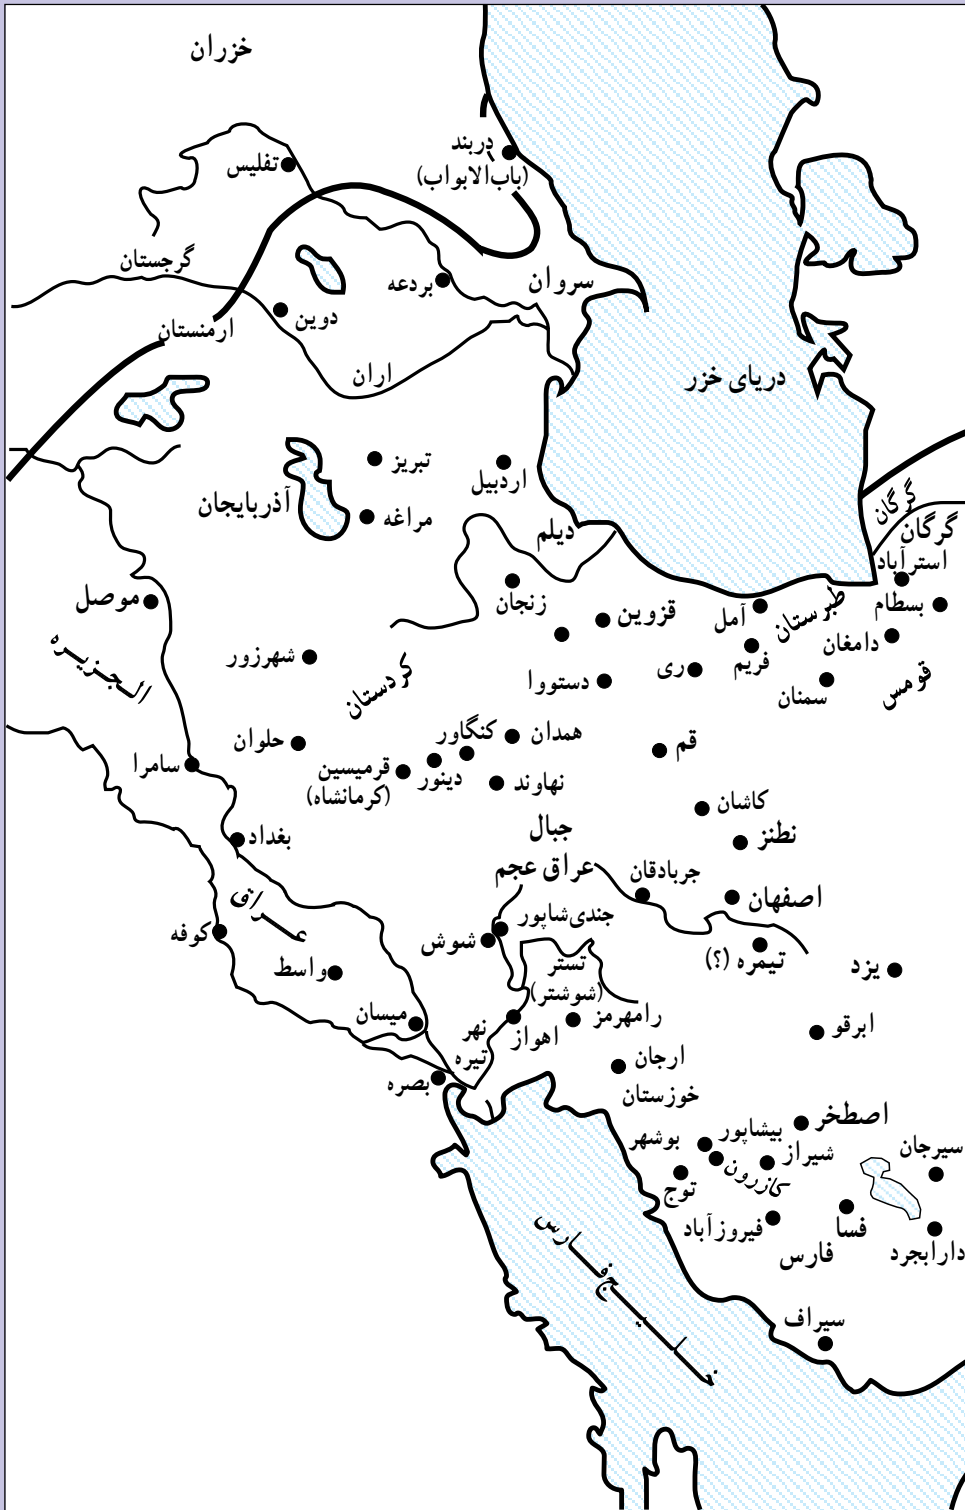 خزران
دربند
(باب‌الابواب)
تفلیس
گرجستان
بردعه
سروان
دوین
ارمنستان
اران
دریای خزر
تبریز
اردبیل
آذربایجان
مراغه
دیلم
گرگان
گرگان
استرآباد
بسطام
موصل
زنجان
قزوین
آمل
طبرستان
دامغان
فریم
الجزیره
شهرزور
کردستان
دستووا
ری
سمنان
قومس
حلوان
کنگاور
همدان
قم
سامرا
قرمیسین
(کرمانشاه)
دینور
نهاوند
کاشان
جبال
نطنز
بغداد
عراق عجم
جربادقان
اصفهان
عراق
کوفه
جندی‌شاپور
شوش
تستر
(شوشتر)
تیمره (؟)
یزد
واسط
میسان
نهر
تیره
اهواز
رامهرمز
ابرقو
بصره
ارجان
خوزستان
اصطخر
بوشهر
بیشاپور
شیراز
سیرجان
کازرون
توج
فیروزآباد
فسا
دارابجرد
فارس
خلیج فارس
سیراف